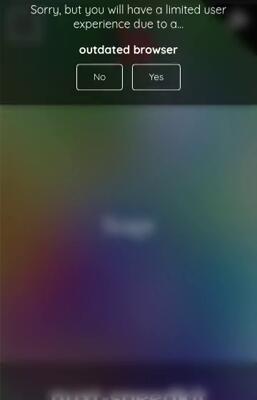 Sorry, but you will have a limited user
experience due to a...
outdated browser
No
Yes